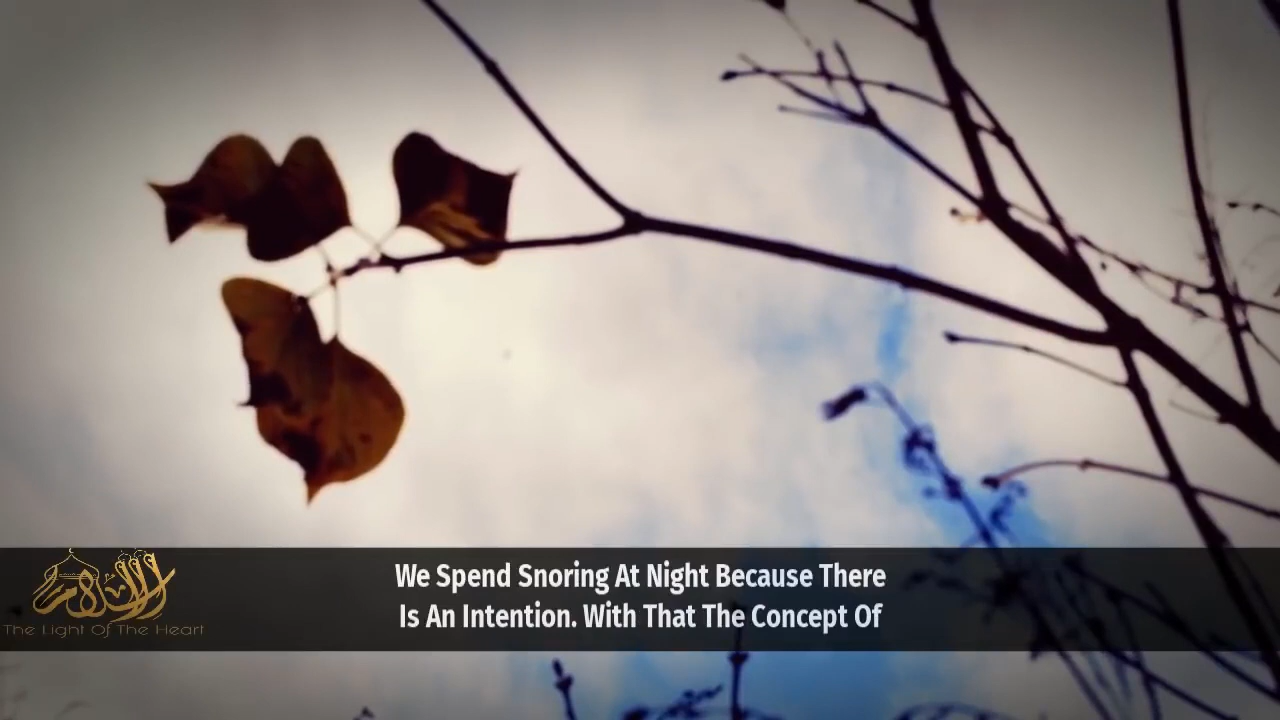 We Spend Snoring At Night Because There
Is An Intention. With That The Concept Of
The Light Of The Heart